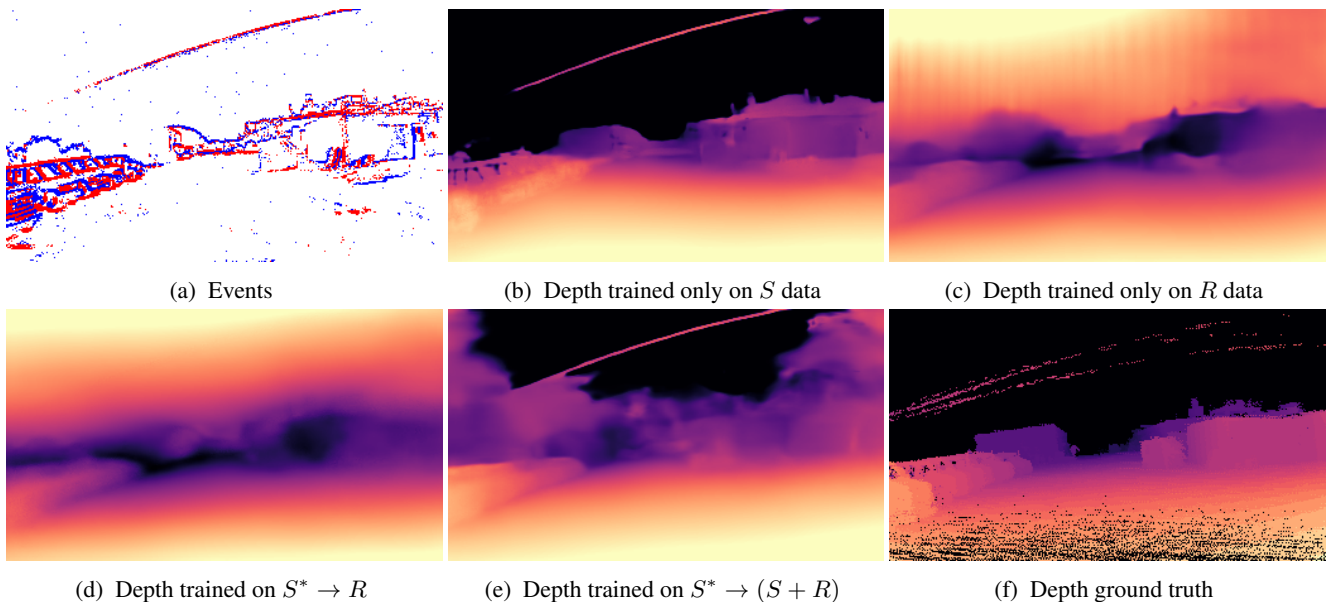 (a) Events
(b) Depth trained only on S data
(c) Depth trained only on R data
(d) Depth trained on S* → R
(e) Depth trained on S* → (S + R)
(f) Depth ground truth